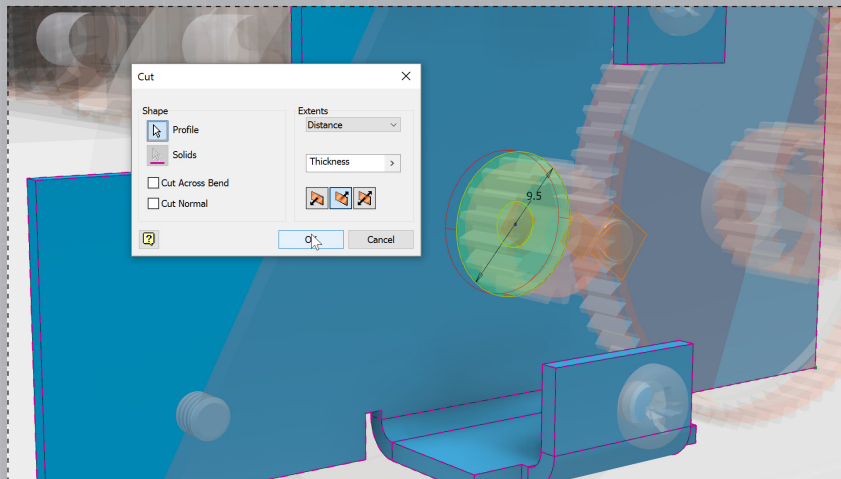 Cut
Shape
Profile
Solids
Cut Across Bend
Cut Normal
Extents
Distance
Thickness
Cancel
9.5